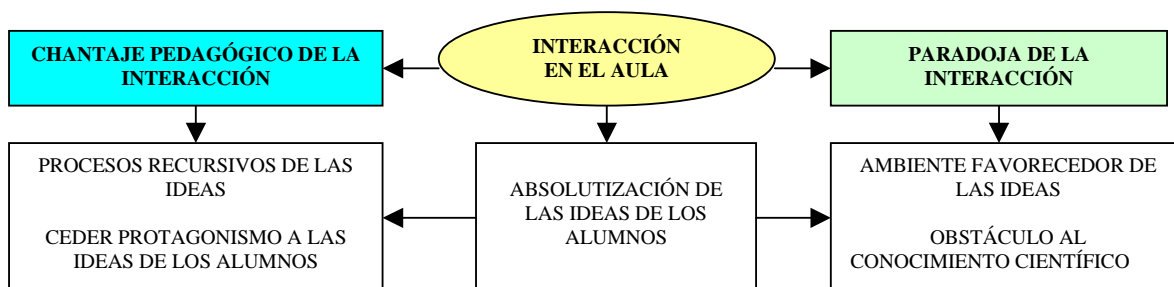 CHANTAJE PEDAGÓGICO DE LA
INTERACCIÓN
INTERACCIÓN
EN EL AULA
PARADOJA DE LA
INTERACCIÓN
PROCESOS RECURSIVOS DE LAS
IDEAS
CEDER PROTAGONISMO A LAS
IDEAS DE LOS ALUMNOS
ABSOLUTIZACIÓN DE
LAS IDEAS DE LOS
ALUMNOS
AMBIENTE FAVORECEDOR DE
LAS IDEAS
OBSTÁCULO AL
CONOCIMIENTO CIENTÍFICO